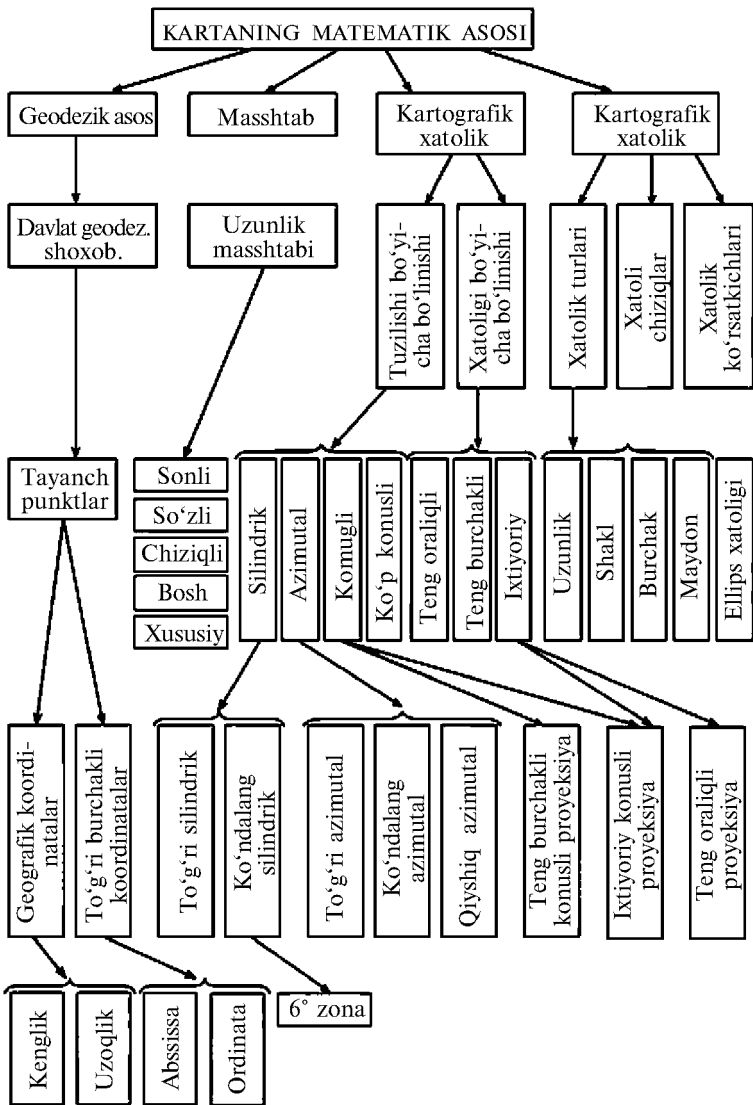 KARTANING MATEMATIK ASOSI
Geodezik asos
Masshtab
Kartografik
xatolik
Kartografik
xatolik
Davlat geodez.
shoxob.
Uzunlik
masshtabi
Tuzilishi bo‘yi-
cha bo‘linishi
Xatoligi bo‘yi-
cha bo‘linishi
Xatolik turlari
Xatoli
chiziqlar
Xatolik
ko‘rsatkichlari
Tayanch
punktlar
Sonli
So‘zli
Chiziqli
Bosh
Xususiy
Silindrik
Azimutal
Komugli
Ko‘p konusli
Teng oraliqli
Teng burchakli
Ixtiyoriy
Uzunlik
Shakl
Burchak
Maydon
Ellips xatoligi
Geografik koordi-
natalar
To‘g‘ri burchakli
koordinatalar
To‘g‘ri silindrik
Ko‘ndalang
silindrik
To‘g‘ri azimutal
Ko‘ndalang
azimutal
Qiyshiq azimutal
Teng burchakli
konusli proyeksiya
Ixtiyoriy konusli
proyeksiya
Teng oraliqli
proyeksiya
Kenglik
Uzoqlik
Abssissa
Ordinata
6° zona